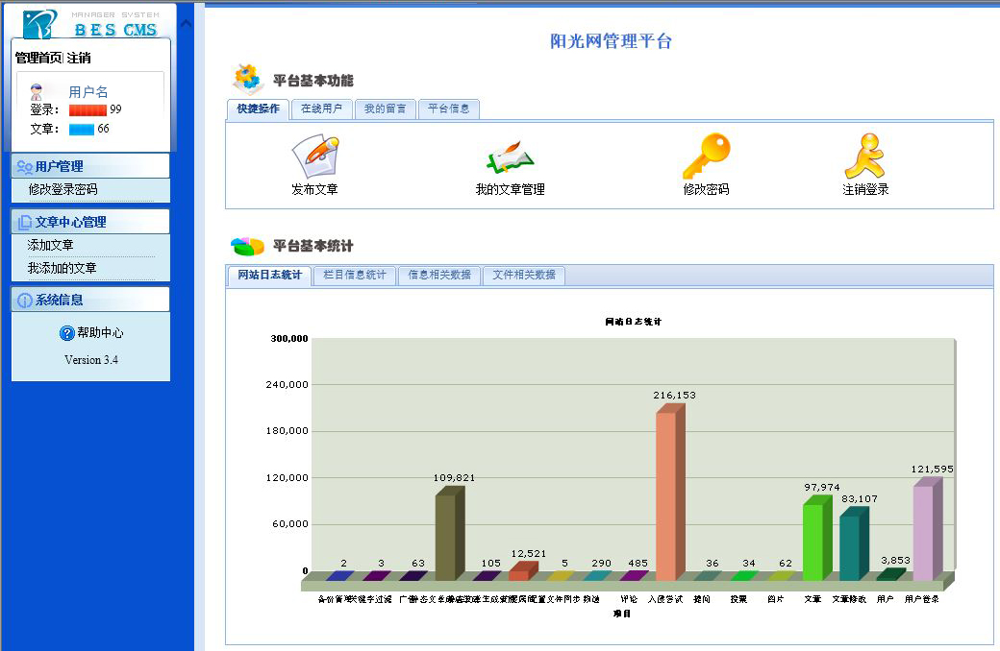 MANAGER SYSTEM
BES CMS
管理首页| 注销
用户名
登录： 99
文章： 66
用户管理
修改登录密码
文章中心管理
添加文章
我添加的文章
系统信息
帮助中心
Version 3.4
阳光网管理平台
平台基本功能
快捷操作 在线用户 我的留言 平台信息
发布文章 我的文章管理 修改密码 注销登录
平台基本统计
网站日志统计 栏目信息统计 信息相关数据 文件相关数据
网站日志统计
300,000
240,000
180,000
120,000
60,000
0
2 3 63 109,821 105 12,521 5 290 485 216,153 36 34 62 97,974 83,107 3,853 121,595
备份管理 关键字过滤 广告 文件同步 频道 评论 入侵尝试 提问 投票 图片 文章 文章修改 用户 用户登录
项目